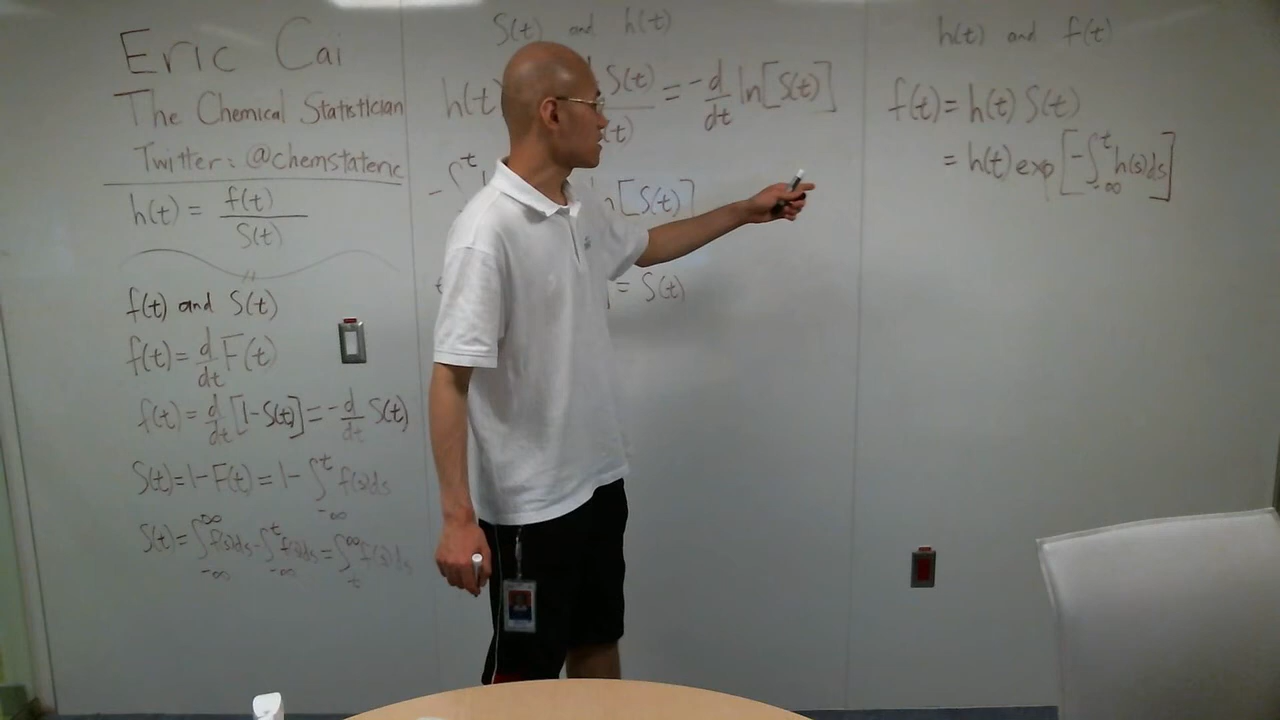 Eric Cai
The Chemical Statistician
Twitter: @chemstateric
h(t) = f(t) / S(t)
f(t) and S(t)
f(t) = d/dt F(t)
f(t) = d/dt [1-S(t)] = -d/dt S(t)
S(t) = 1-F(t) = 1- ∫_{-∞}^{t} f(s)ds
S(t) = ∫_{-∞}^{∞} f(s)ds - ∫_{-∞}^{t} f(s)ds = ∫_{t}^{∞} f(s)ds
S(t) and h(t)
h(t) S(t) = -d/dt ln[S(t)]
-∫^{t} [S(t)]
= S(t)
h(t) and f(t)
f(t) = h(t) S(t)
= h(t) exp[-∫_{-∞}^{t} h(s)ds]